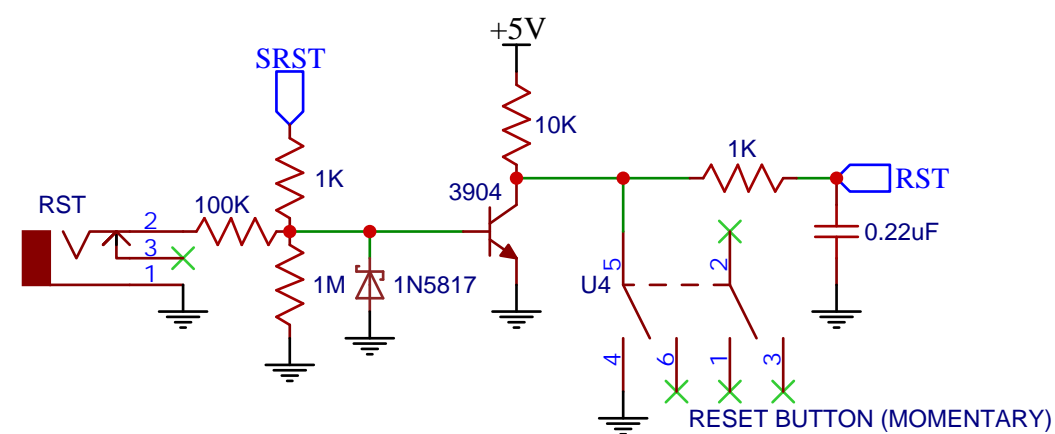 +5V
SRST
10K
1K
1K
3904
RST
RST
100K
2
3
1
0.22uF
1M
1N5817
5
2
U4
4
6
1
3
RESET BUTTON (MOMENTARY)